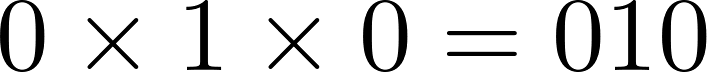 0 × 1 × 0 = 010